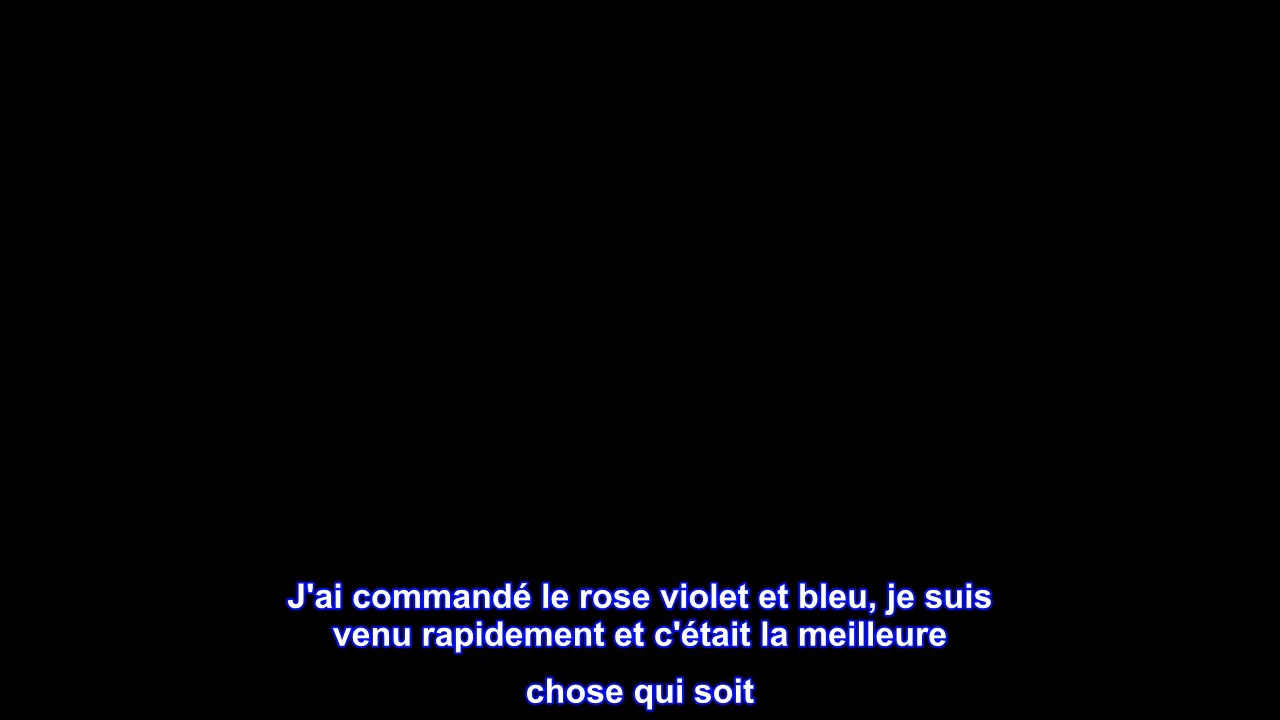 J'ai commandé le rose violet et bleu, je suis
venu rapidement et c'était la meilleure
chose qui soit